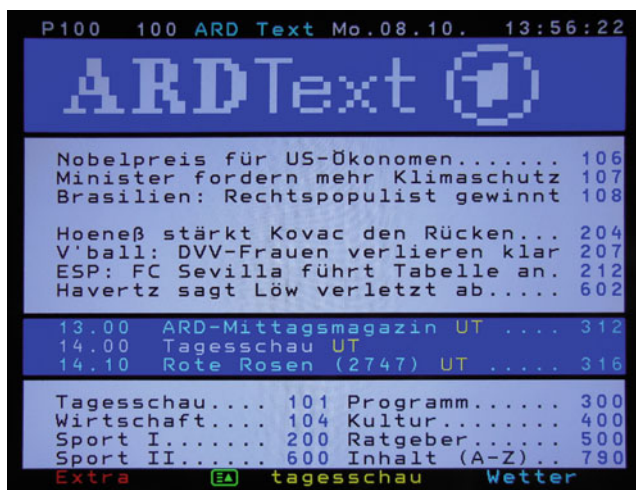 P100 100 ARD Text Mo.08.10. 13:56:22
ARDText 1
Nobelpreis für US-Ökonomen....... 106
Minister fordern mehr Klimaschutz 107
Brasilien: Rechtspopulist gewinnt 108
Hoeneß stärkt Kovac den Rücken... 204
V'ball: DVV-Frauen verlieren klar 207
ESP: FC Sevilla führt Tabelle an. 212
Havertz sagt Löw verletzt ab..... 602
13.00 ARD-Mittagsmagazin UT .... 312
14.00 Tagesschau UT
14.10 Rote Rosen (2747) UT ..... 316
Tagesschau.... 101 Programm....... 300
Wirtschaft.... 104 Kultur......... 400
Sport I....... 200 Ratgeber....... 500
Sport II...... 600 Inhalt (A-Z).. 790
Extra tagesschau Wetter